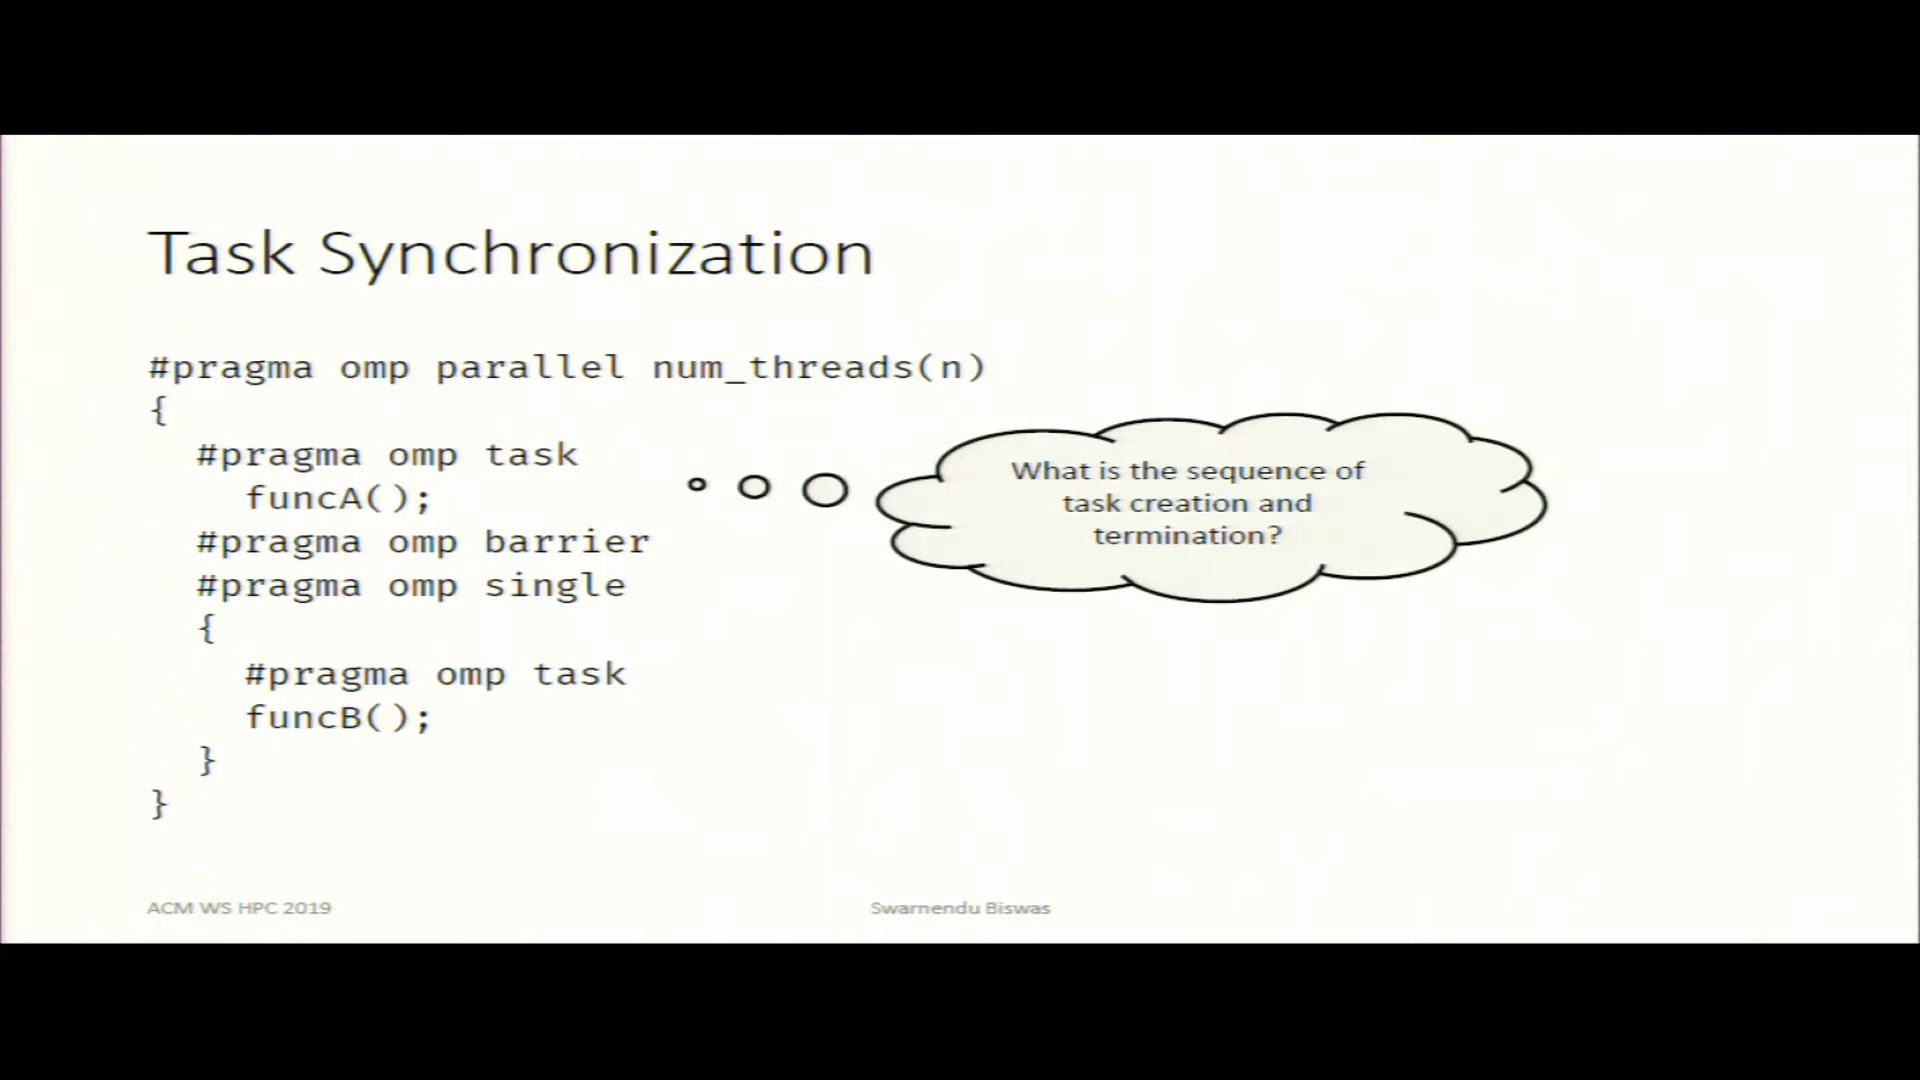 Task Synchronization
#pragma omp parallel num_threads(n)
{
#pragma omp task
funcA();
#pragma omp barrier
#pragma omp single
{
#pragma omp task
funcB();
}
}
What is the sequence of
task creation and
termination?
ACM WS HPC 2019
Swarnendu Biswas